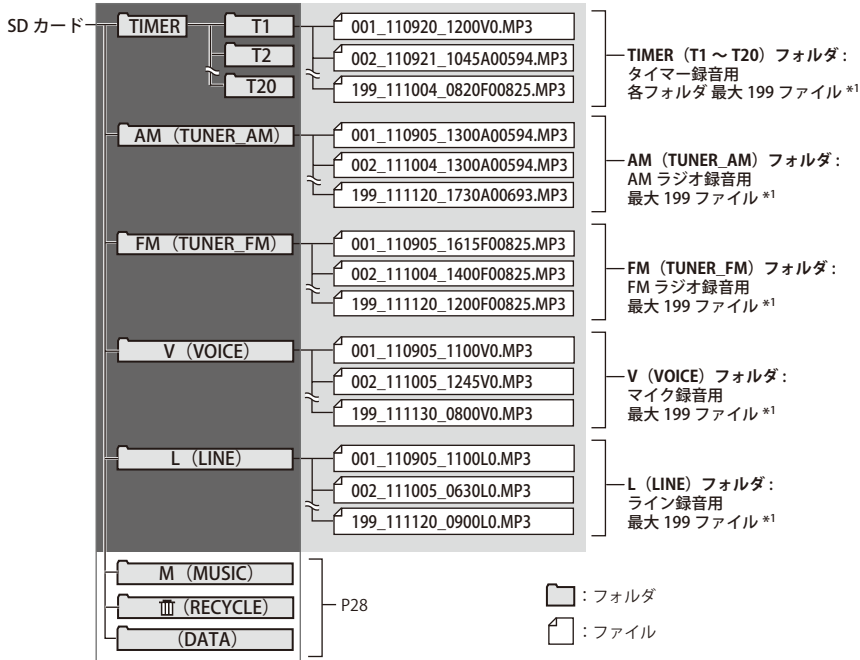 SD カード
TIMER
T1
T2
T20
001_110920_1200V0.MP3
002_110921_1045A00594.MP3
199_111004_0820F00825.MP3
TIMER（T1 ～ T20）フォルダ :
タイマー録音用
各フォルダ 最大 199 ファイル *1
AM（TUNER_AM）
001_110905_1300A00594.MP3
002_111004_1300A00594.MP3
199_111120_1730A00693.MP3
AM（TUNER_AM）フォルダ :
AM ラジオ録音用
最大 199 ファイル *1
FM（TUNER_FM）
001_110905_1615F00825.MP3
002_111004_1400F00825.MP3
199_111120_1200F00825.MP3
FM（TUNER_FM）フォルダ :
FM ラジオ録音用
最大 199 ファイル *1
V（VOICE）
001_110905_1100V0.MP3
002_111005_1245V0.MP3
199_111130_0800V0.MP3
V（VOICE）フォルダ :
マイク録音用
最大 199 ファイル *1
L（LINE）
001_110905_1100L0.MP3
002_111005_0630L0.MP3
199_111120_0900L0.MP3
L（LINE）フォルダ :
ライン録音用
最大 199 ファイル *1
M（MUSIC）
（RECYCLE）
（DATA）
P28
：フォルダ
：ファイル